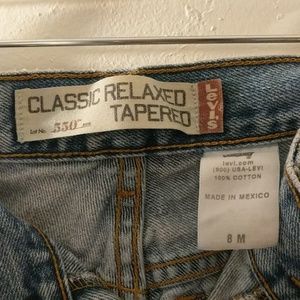 CLASSIC RELAXED
TAPERED
Lot No. 550
Levi's
levi.com
(800) USA-LEVI
100% COTTON
MADE IN MEXICO
8 M